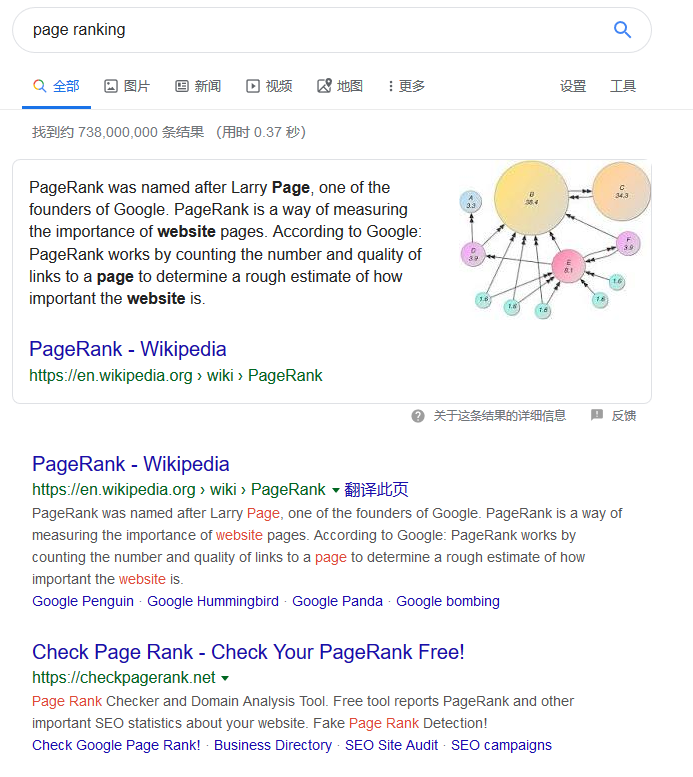 page ranking
全部 图片 新闻 视频 地图 更多 设置 工具
找到约 738,000,000 条结果 （用时 0.37 秒）
PageRank was named after Larry Page, one of the
founders of Google. PageRank is a way of measuring
the importance of website pages. According to Google:
PageRank works by counting the number and quality of
links to a page to determine a rough estimate of how
important the website is.
A
3.3
B
38.4
C
34.3
D
3.9
E
8.1
F
3.9
1.6
1.6
1.6
1.6
1.6
PageRank - Wikipedia
https://en.wikipedia.org › wiki › PageRank
关于这条结果的详细信息 反馈
PageRank - Wikipedia
https://en.wikipedia.org › wiki › PageRank 翻译此页
PageRank was named after Larry Page, one of the founders of Google. PageRank is a way of
measuring the importance of website pages. According to Google: PageRank works by
counting the number and quality of links to a page to determine a rough estimate of how
important the website is.
Google Penguin · Google Hummingbird · Google Panda · Google bombing
Check Page Rank - Check Your PageRank Free!
https://checkpagerank.net
Page Rank Checker and Domain Analysis Tool. Free tool reports PageRank and other
important SEO statistics about your website. Fake Page Rank Detection!
Check Google Page Rank! · Business Directory · SEO Site Audit · SEO campaigns